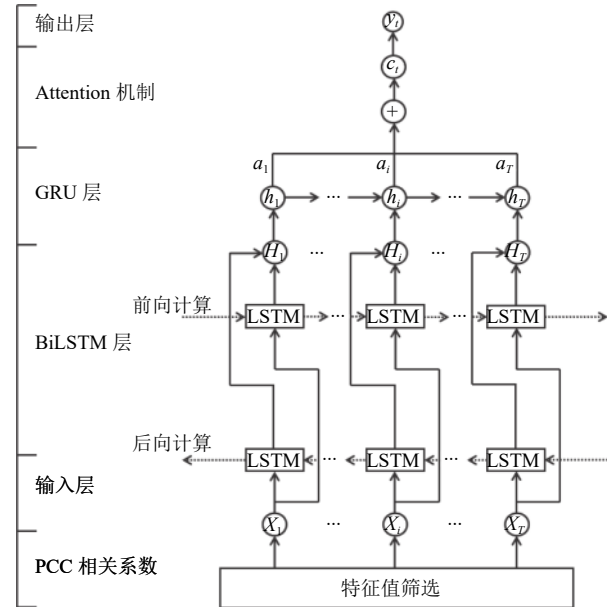 输出层
y_t
c_t
Attention 机制
+
a_1 a_i a_T
GRU 层
h_1 ··· h_i ··· h_T
H_1 ··· H_i ··· H_T
前向计算
LSTM ··· LSTM ··· LSTM
BiLSTM 层
后向计算
LSTM ··· LSTM ··· LSTM
输入层
X_1 ··· X_i ··· X_T
PCC 相关系数
特征值筛选